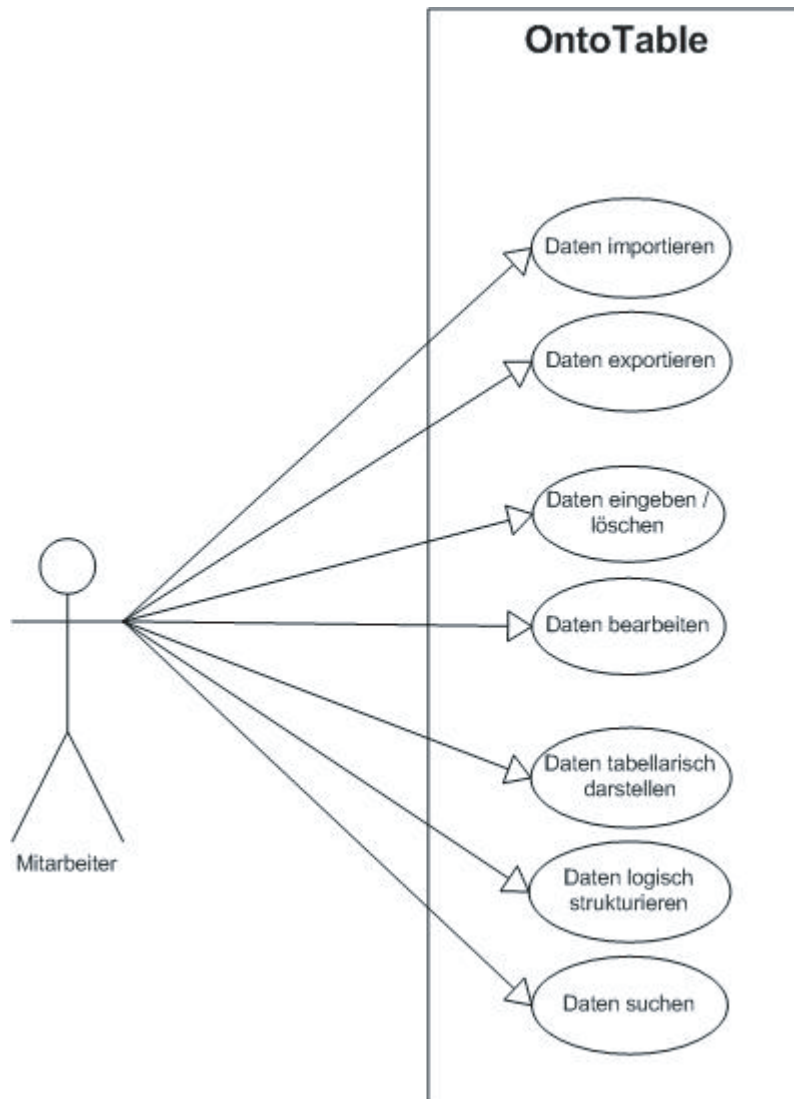 OntoTable
Daten importieren
Daten exportieren
Daten eingeben /
löschen
Daten bearbeiten
Daten tabellarisch
darstellen
Mitarbeiter
Daten logisch
strukturieren
Daten suchen